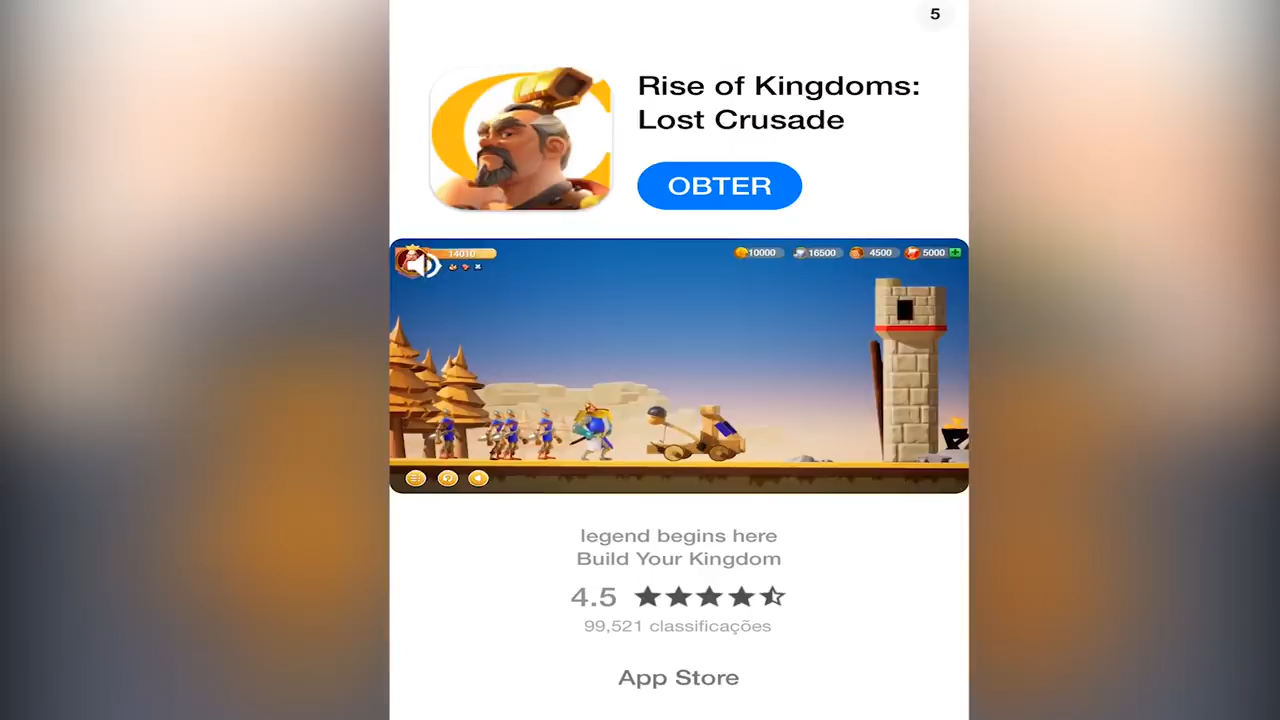 5
Rise of Kingdoms:
Lost Crusade
OBTER
14010
10000 16500 4500 5000
legend begins here
Build Your Kingdom
4.5
99,521 classificações
App Store